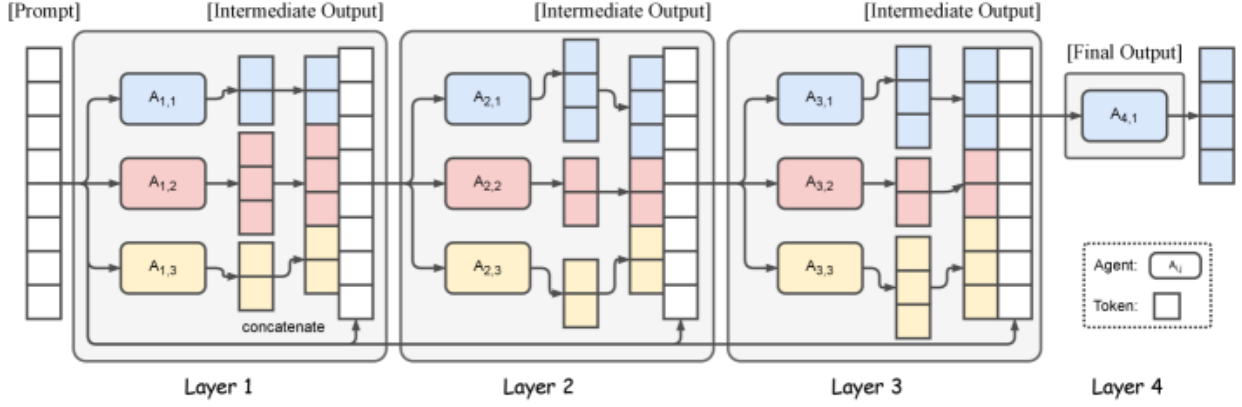 [Prompt]
[Intermediate Output]
[Intermediate Output]
[Intermediate Output]
[Final Output]
A1,1
A1,2
A1,3
concatenate
A2,1
A2,2
A2,3
A3,1
A3,2
A3,3
A4,1
Agent:
Ai,j
Token:
Layer 1
Layer 2
Layer 3
Layer 4